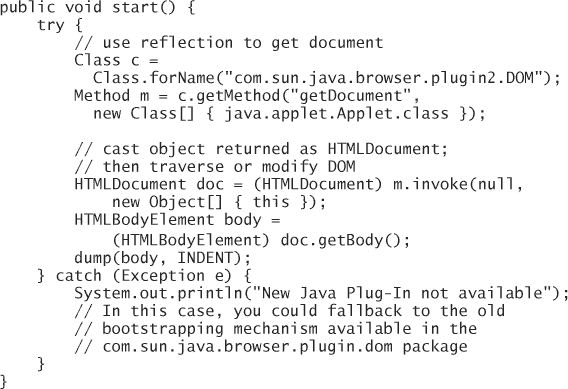 public void start() {
    try {
        // use reflection to get document
        Class c =
          Class.forName("com.sun.java.browser.plugin2.DOM");
        Method m = c.getMethod("getDocument",
          new Class[] { java.applet.Applet.class });

        // cast object returned as HTMLDocument;
        // then traverse or modify DOM
        HTMLDocument doc = (HTMLDocument) m.invoke(null,
            new Object[] { this });
        HTMLBodyElement body =
            (HTMLBodyElement) doc.getBody();
        dump(body, INDENT);
    } catch (Exception e) {
        System.out.println("New Java Plug-In not available");
        // In this case, you could fallback to the old
        // bootstrapping mechanism available in the
        // com.sun.java.browser.plugin.dom package
    }
}